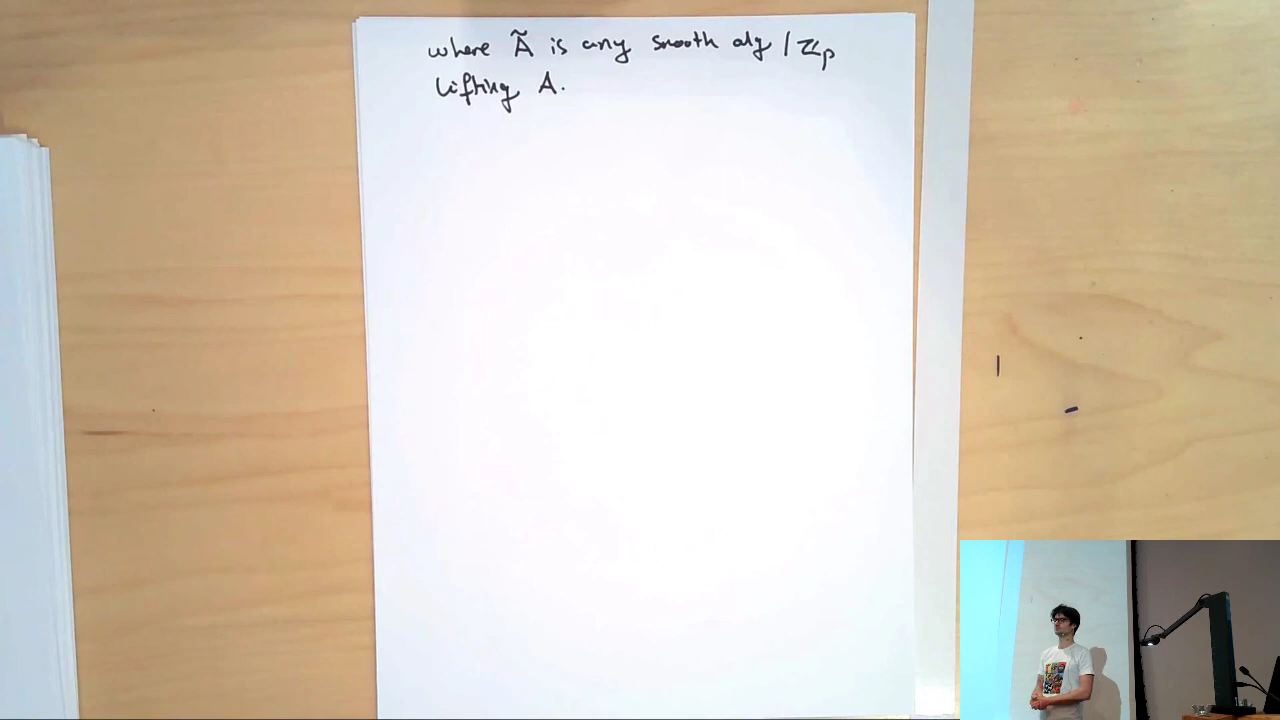 where Ã is any smooth alg / ℤp
lifting A.